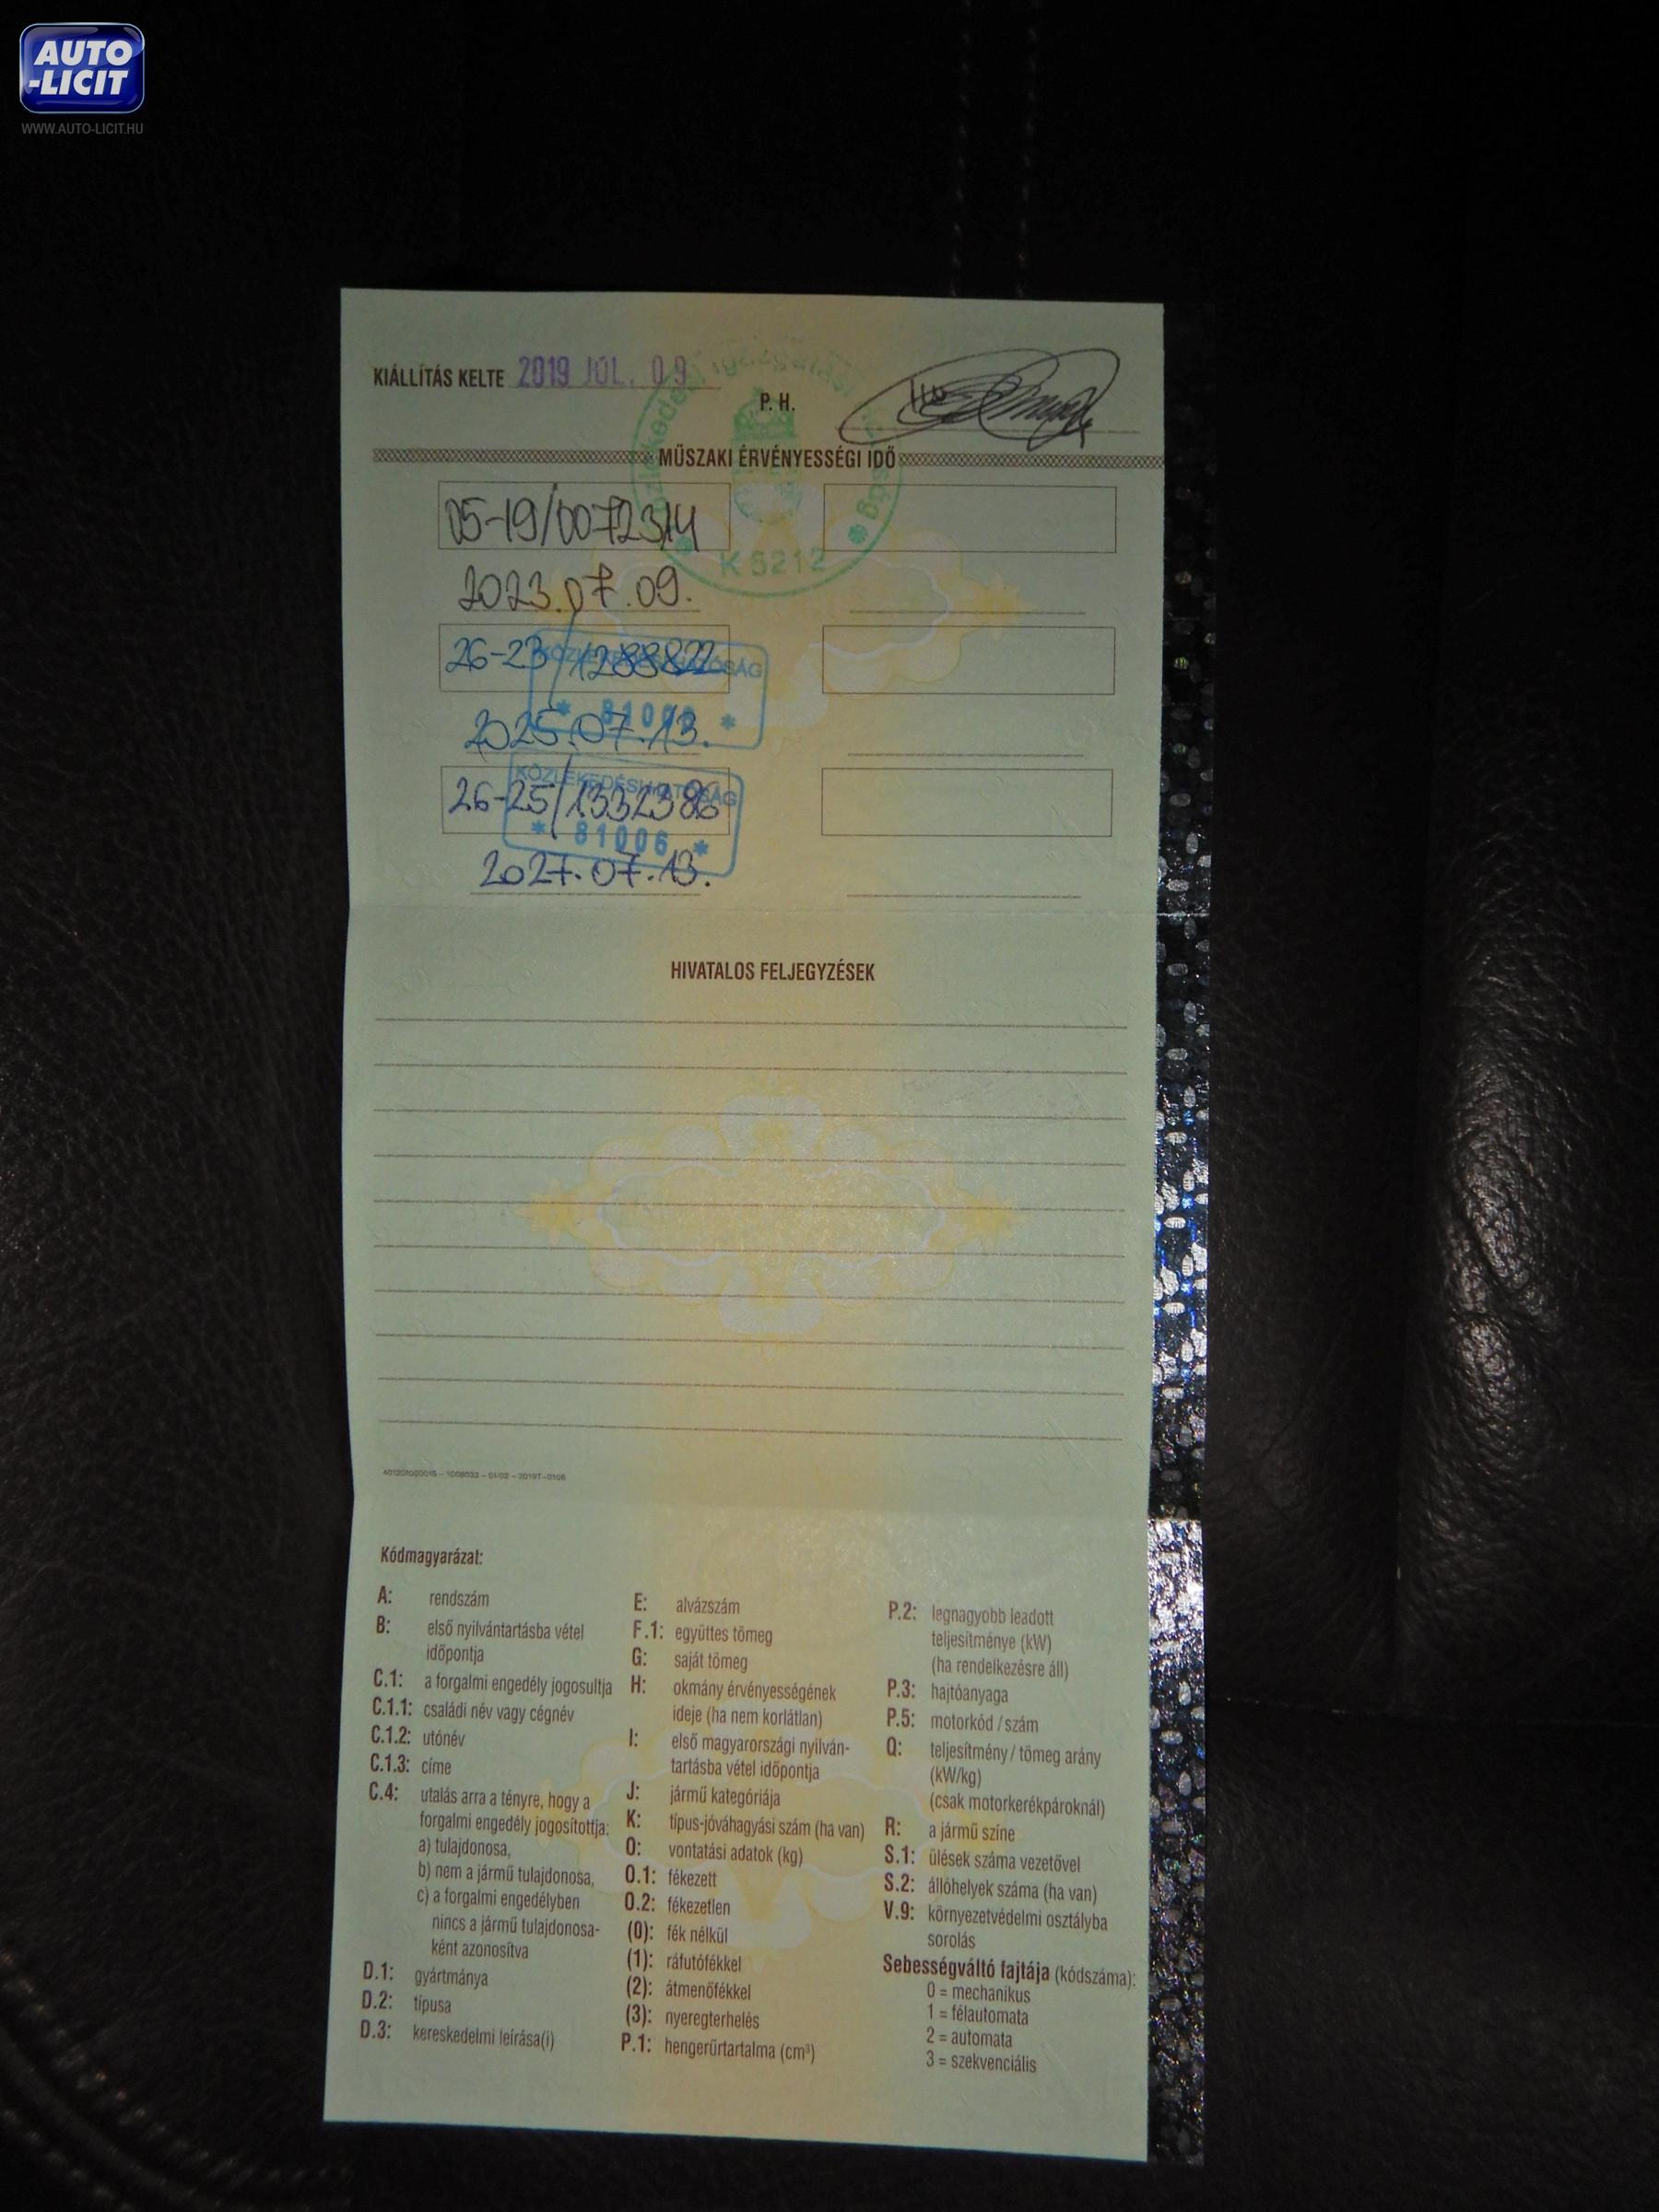 AUTO
-LICIT
WWW.AUTO-LICIT.HU
KIÁLLÍTÁS KELTE 2019 JÚL. 09
P. H.
MŰSZAKI ÉRVÉNYESSÉGI IDŐ
05-19/0072314
K 5212
2023.07.09.
26-23/1288822
KÖZLEKEDÉSI HATÓSÁG
* 81006 *
2025.07.13.
KÖZLEKEDÉSI HATÓSÁG
26-25/1332386
* 81006 *
2027.07.13.
HIVATALOS FELJEGYZÉSEK
Kódmagyarázat:
A: rendszám
B: első nyilvántartásba vétel
időpontja
C.1: a forgalmi engedély jogosultja
C.1.1: családi név vagy cégnév
C.1.2: utónév
C.1.3: címe
C.4: utalás arra a tényre, hogy a
forgalmi engedély jogosítottja:
a) tulajdonosa,
b) nem a jármű tulajdonosa,
c) a forgalmi engedélyben
nincs a jármű tulajdonosa-
ként azonosítva
D.1: gyártmánya
D.2: típusa
D.3: kereskedelmi leírása(i)
E: alvázszám
F.1: együttes tömeg
G: saját tömeg
H: okmány érvényességének
ideje (ha nem korlátlan)
I: első magyarországi nyilván-
tartásba vétel időpontja
J: jármű kategóriája
K: típus-jóváhagyási szám (ha van)
O: vontatási adatok (kg)
O.1: fékezett
O.2: fékezetlen
(0): fék nélkül
(1): ráfutófékkel
(2): átmenőfékkel
(3): nyeregterhelés
P.1: hengerűrtartalma (cm³)
P.2: legnagyobb leadott
teljesítménye (kW)
(ha rendelkezésre áll)
P.3: hajtóanyaga
P.5: motorkód / szám
Q: teljesítmény / tömeg arány
(kW/kg)
(csak motorkerékpároknál)
R: a jármű színe
S.1: ülések száma vezetővel
S.2: állóhelyek száma (ha van)
V.9: környezetvédelmi osztályba
sorolás
Sebességváltó fajtája (kódszáma):
0 = mechanikus
1 = félautomata
2 = automata
3 = szekvenciális